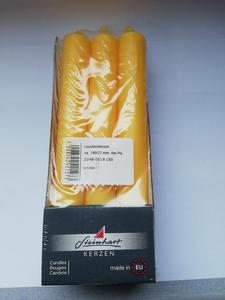 Leuchterkerzen
ca. 180/22 mm, 6er-Pg.
Steinhart
KERZEN
Candles
Bougies
Candele
made in EU